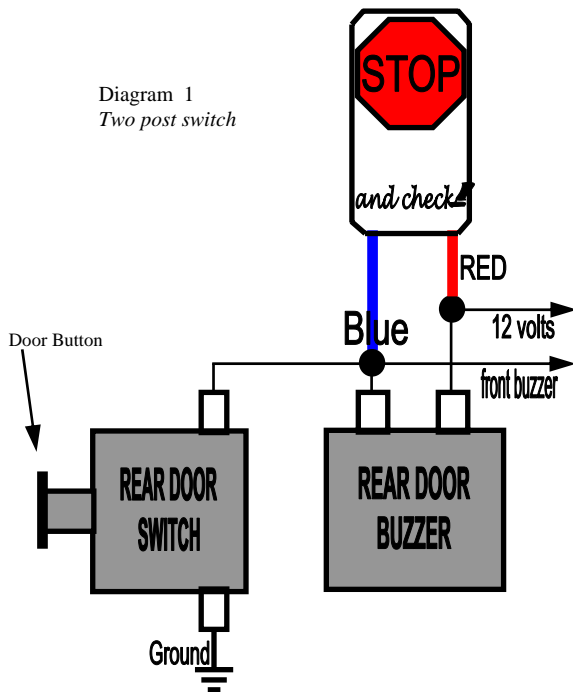 STOP
Diagram 1
Two post switch
and check
RED
12 volts
Blue
Door Button
front buzzer
REAR DOOR
SWITCH
REAR DOOR
BUZZER
Ground